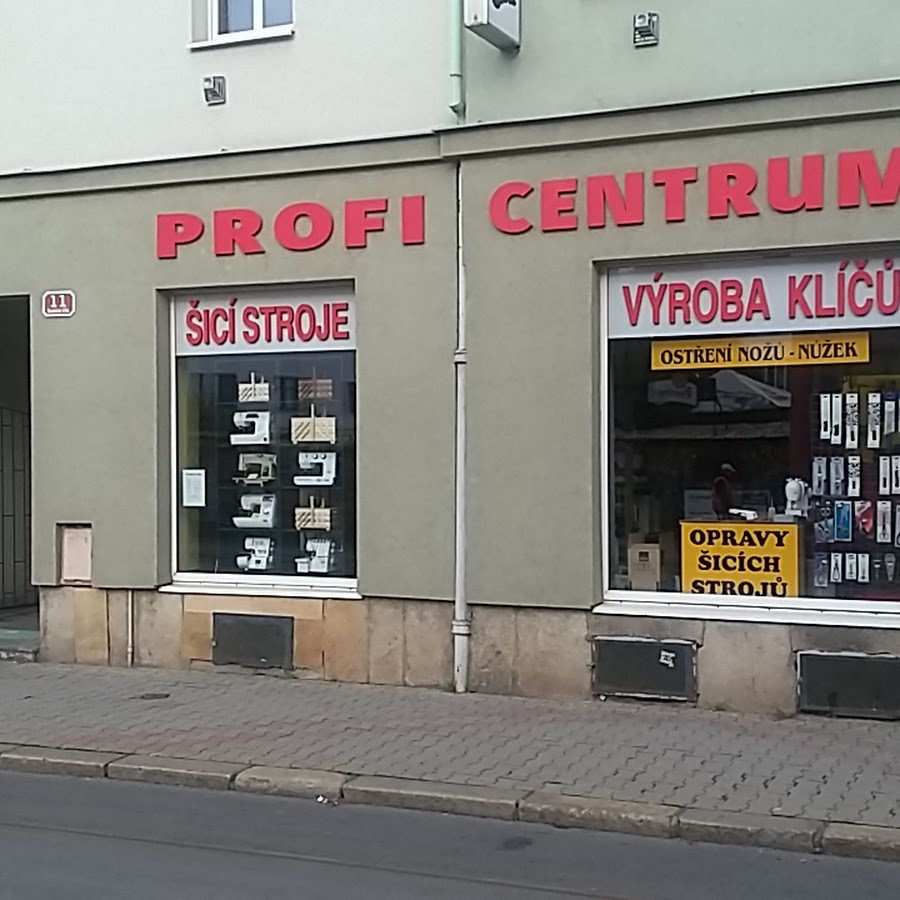 PROFI CENTRUM
11
ŠICÍ STROJE
VÝROBA KLÍČŮ
OSTŘENÍ NOŽŮ - NŮŽEK
OPRAVY
ŠICÍCH
STROJŮ